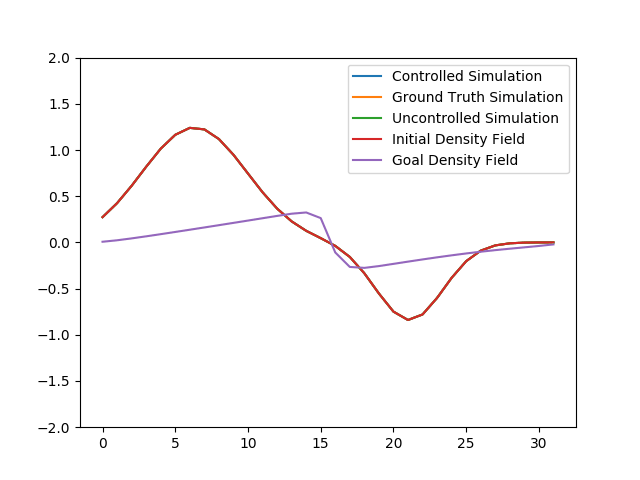 2.0
1.5
1.0
0.5
0.0
−0.5
−1.0
−1.5
−2.0
0 5 10 15 20 25 30
Controlled Simulation
Ground Truth Simulation
Uncontrolled Simulation
Initial Density Field
Goal Density Field